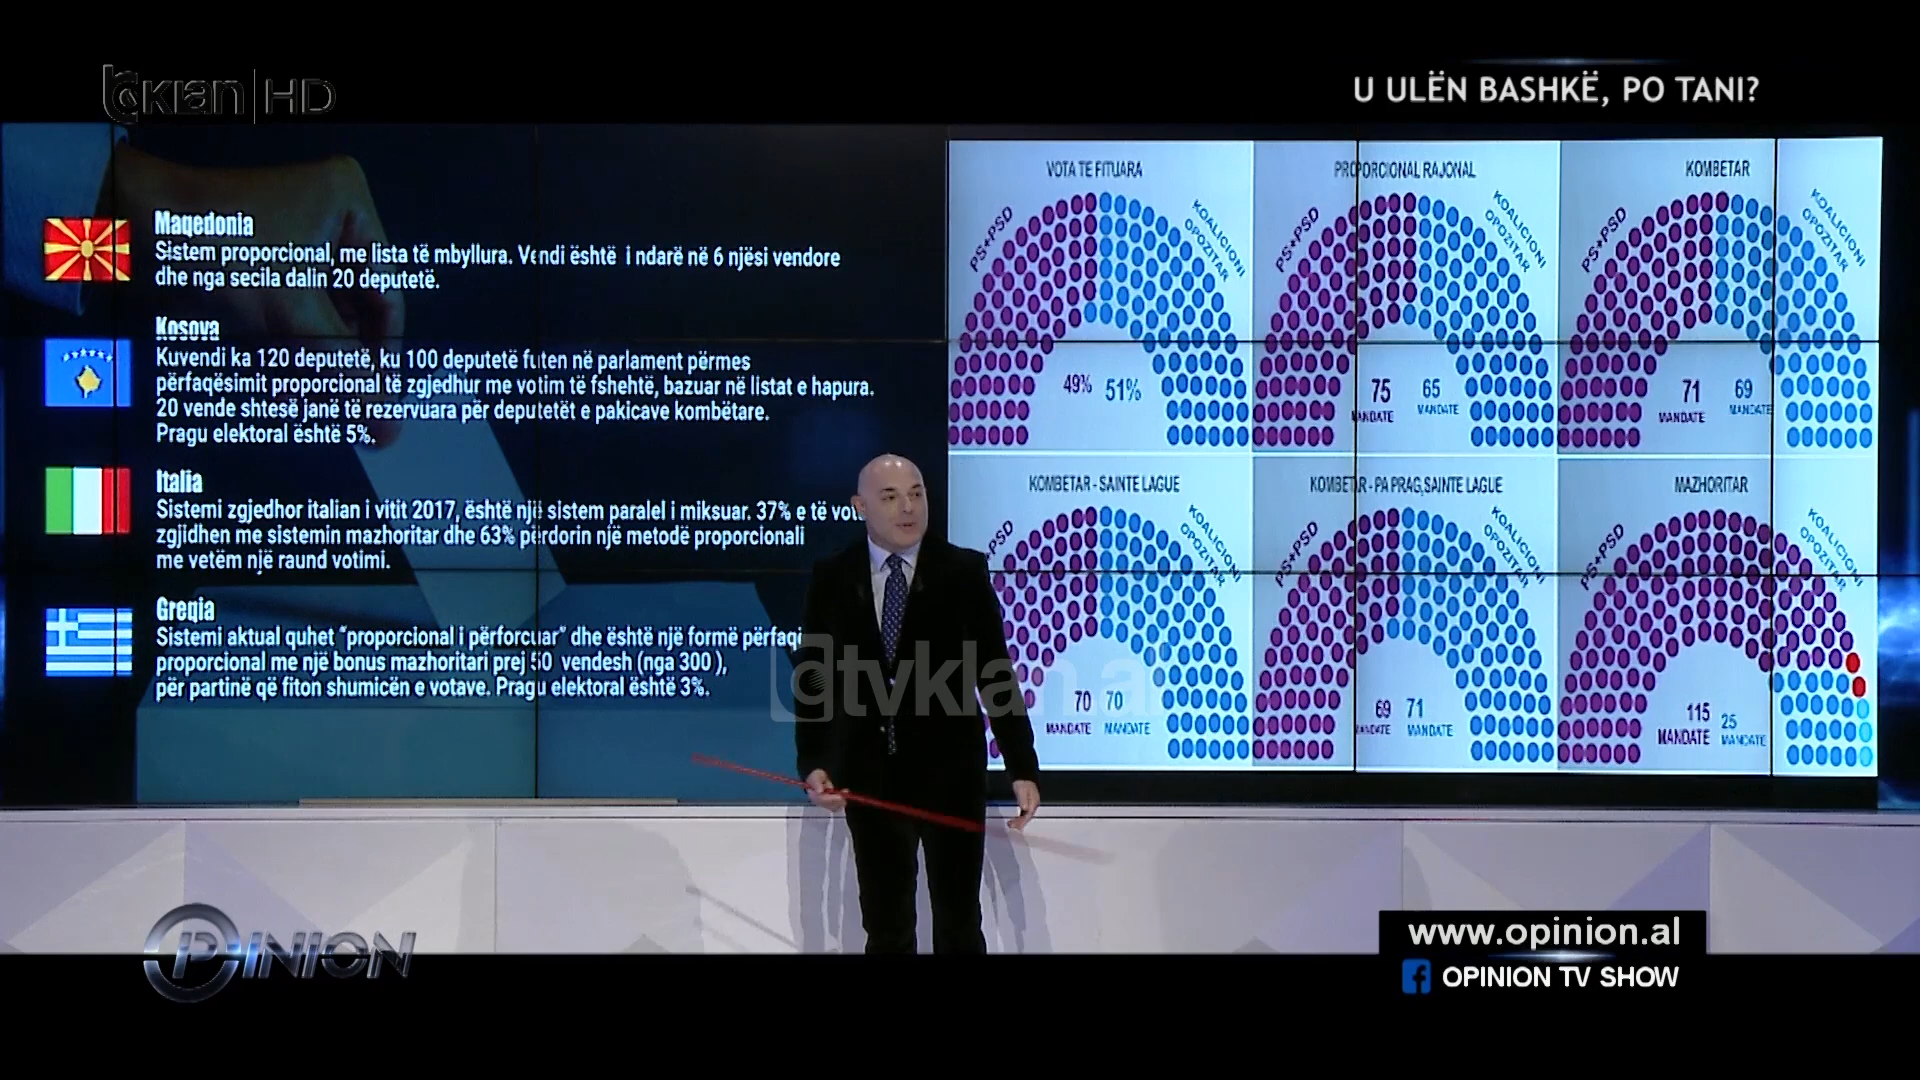 tv klan HD
U ULËN BASHKË, PO TANI?
Maqedonia
Sistem proporcional, me lista të mbyllura. Vendi është i ndarë në 6 njësi vendore
dhe nga secila dalin 20 deputetë.
Kosova
Kuvendi ka 120 deputetë, ku 100 deputetë futen në parlament përmes
përfaqësimit proporcional të zgjedhur me votim të fshehtë, bazuar në listat e hapura.
20 vende shtesë janë të rezervuara për deputetët e pakicave kombëtare.
Pragu elektoral është 5%.
Italia
Sistemi zgjedhor italian i vitit 2017, është një sistem paralel i miksuar. 37% e të
zgjidhen me sistemin mazhoritar dhe 63% përdorin një metodë proporcionali
me vetëm një raund votimi.
Greqia
Sistemi aktual quhet "proporcional i përforcuar" dhe është një formë
proporcional me një bonus mazhoritari prej 50 vendesh (nga 300 ),
për partinë që fiton shumicën e votave. Pragu elektoral është 3%.
VOTA TE FITUARA
PS+PSD
KOALICIONI
OPOZITAR
49% 51%
PROPORCIONAL RAJONAL
PS+PSD
KOALICIONI
OPOZITAR
75 65
MANDATE MANDATE
KOMBETAR
PS+PSD
KOALICIONI
OPOZITAR
71 69
MANDATE MANDATE
KOMBETAR - SAINTE LAGUE
PS+PSD
KOALICIONI
OPOZITAR
70 70
MANDATE MANDATE
KOMBETAR - PA PRAG,SAINTE LAGUE
PS+PSD
KOALICIONI
OPOZITAR
69 71
MANDATE MANDATE
MAZHORITAR
PS+PSD
KOALICIONI
OPOZITAR
115 25
MANDATE MANDATE
tvklan.al
OPINION
www.opinion.al
OPINION TV SHOW